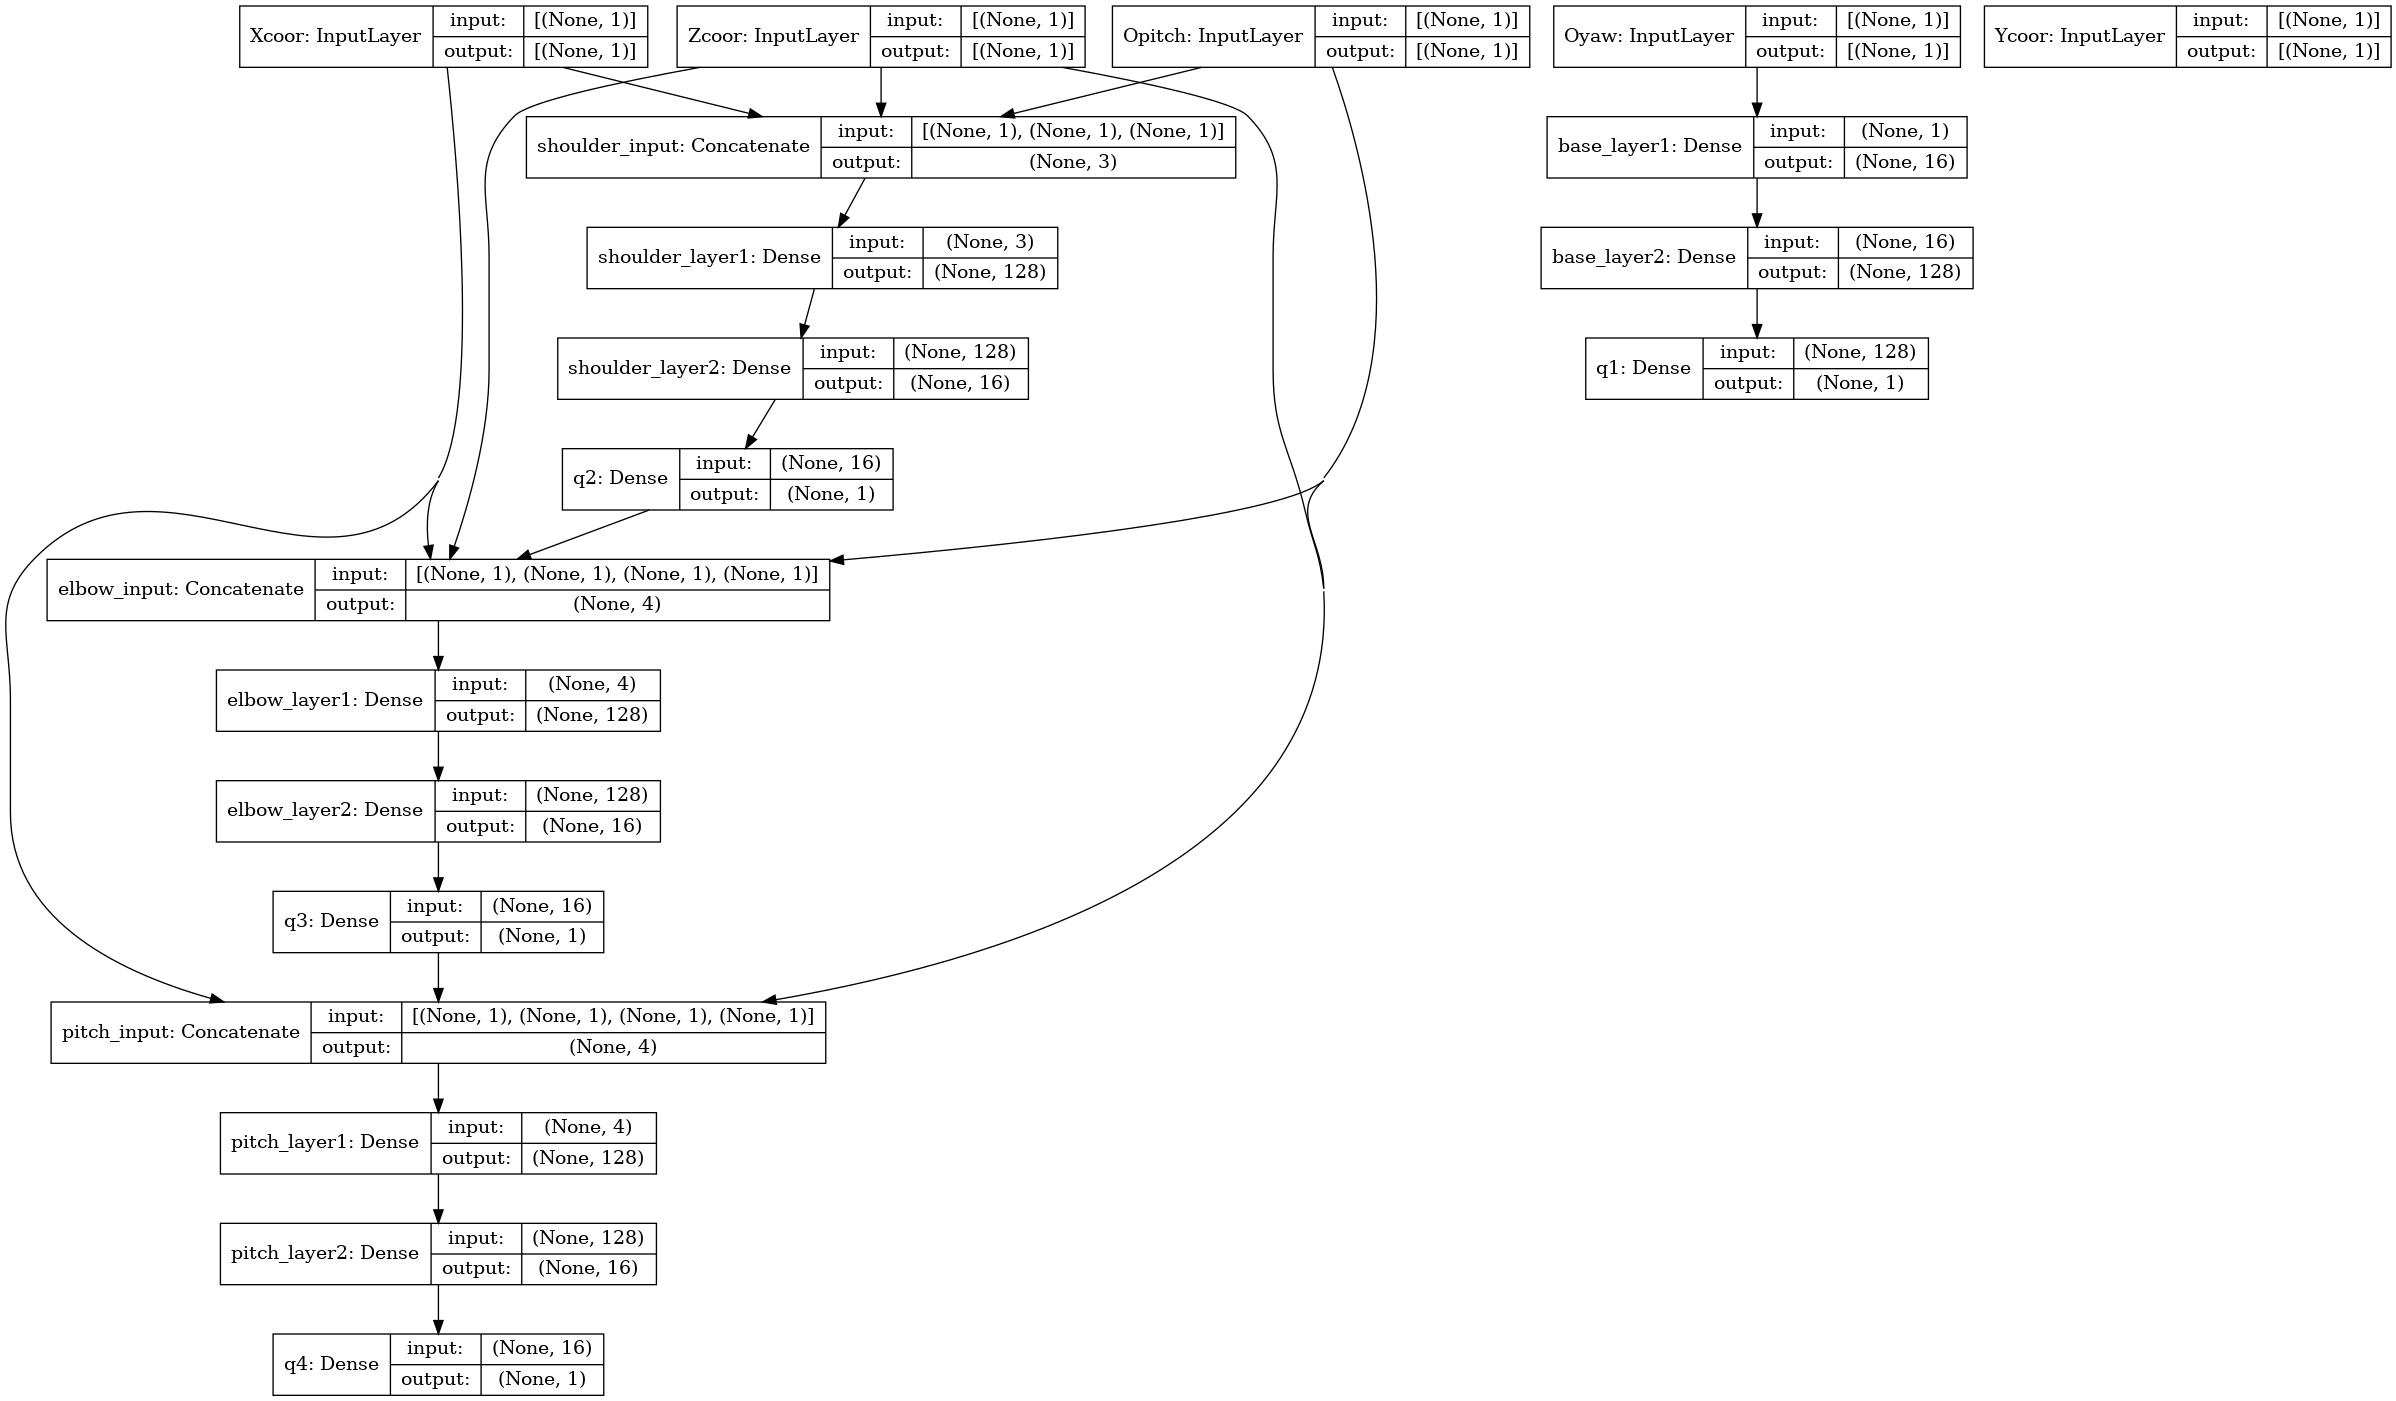 Xcoor: InputLayer input: [(None, 1)]
output: [(None, 1)]
Zcoor: InputLayer input: [(None, 1)]
output: [(None, 1)]
Opitch: InputLayer input: [(None, 1)]
output: [(None, 1)]
Oyaw: InputLayer input: [(None, 1)]
output: [(None, 1)]
Ycoor: InputLayer input: [(None, 1)]
output: [(None, 1)]
shoulder_input: Concatenate input: [(None, 1), (None, 1), (None, 1)]
output: (None, 3)
base_layer1: Dense input: (None, 1)
output: (None, 16)
shoulder_layer1: Dense input: (None, 3)
output: (None, 128)
base_layer2: Dense input: (None, 16)
output: (None, 128)
shoulder_layer2: Dense input: (None, 128)
output: (None, 16)
q1: Dense input: (None, 128)
output: (None, 1)
q2: Dense input: (None, 16)
output: (None, 1)
elbow_input: Concatenate input: [(None, 1), (None, 1), (None, 1), (None, 1)]
output: (None, 4)
elbow_layer1: Dense input: (None, 4)
output: (None, 128)
elbow_layer2: Dense input: (None, 128)
output: (None, 16)
q3: Dense input: (None, 16)
output: (None, 1)
pitch_input: Concatenate input: [(None, 1), (None, 1), (None, 1), (None, 1)]
output: (None, 4)
pitch_layer1: Dense input: (None, 4)
output: (None, 128)
pitch_layer2: Dense input: (None, 128)
output: (None, 16)
q4: Dense input: (None, 16)
output: (None, 1)